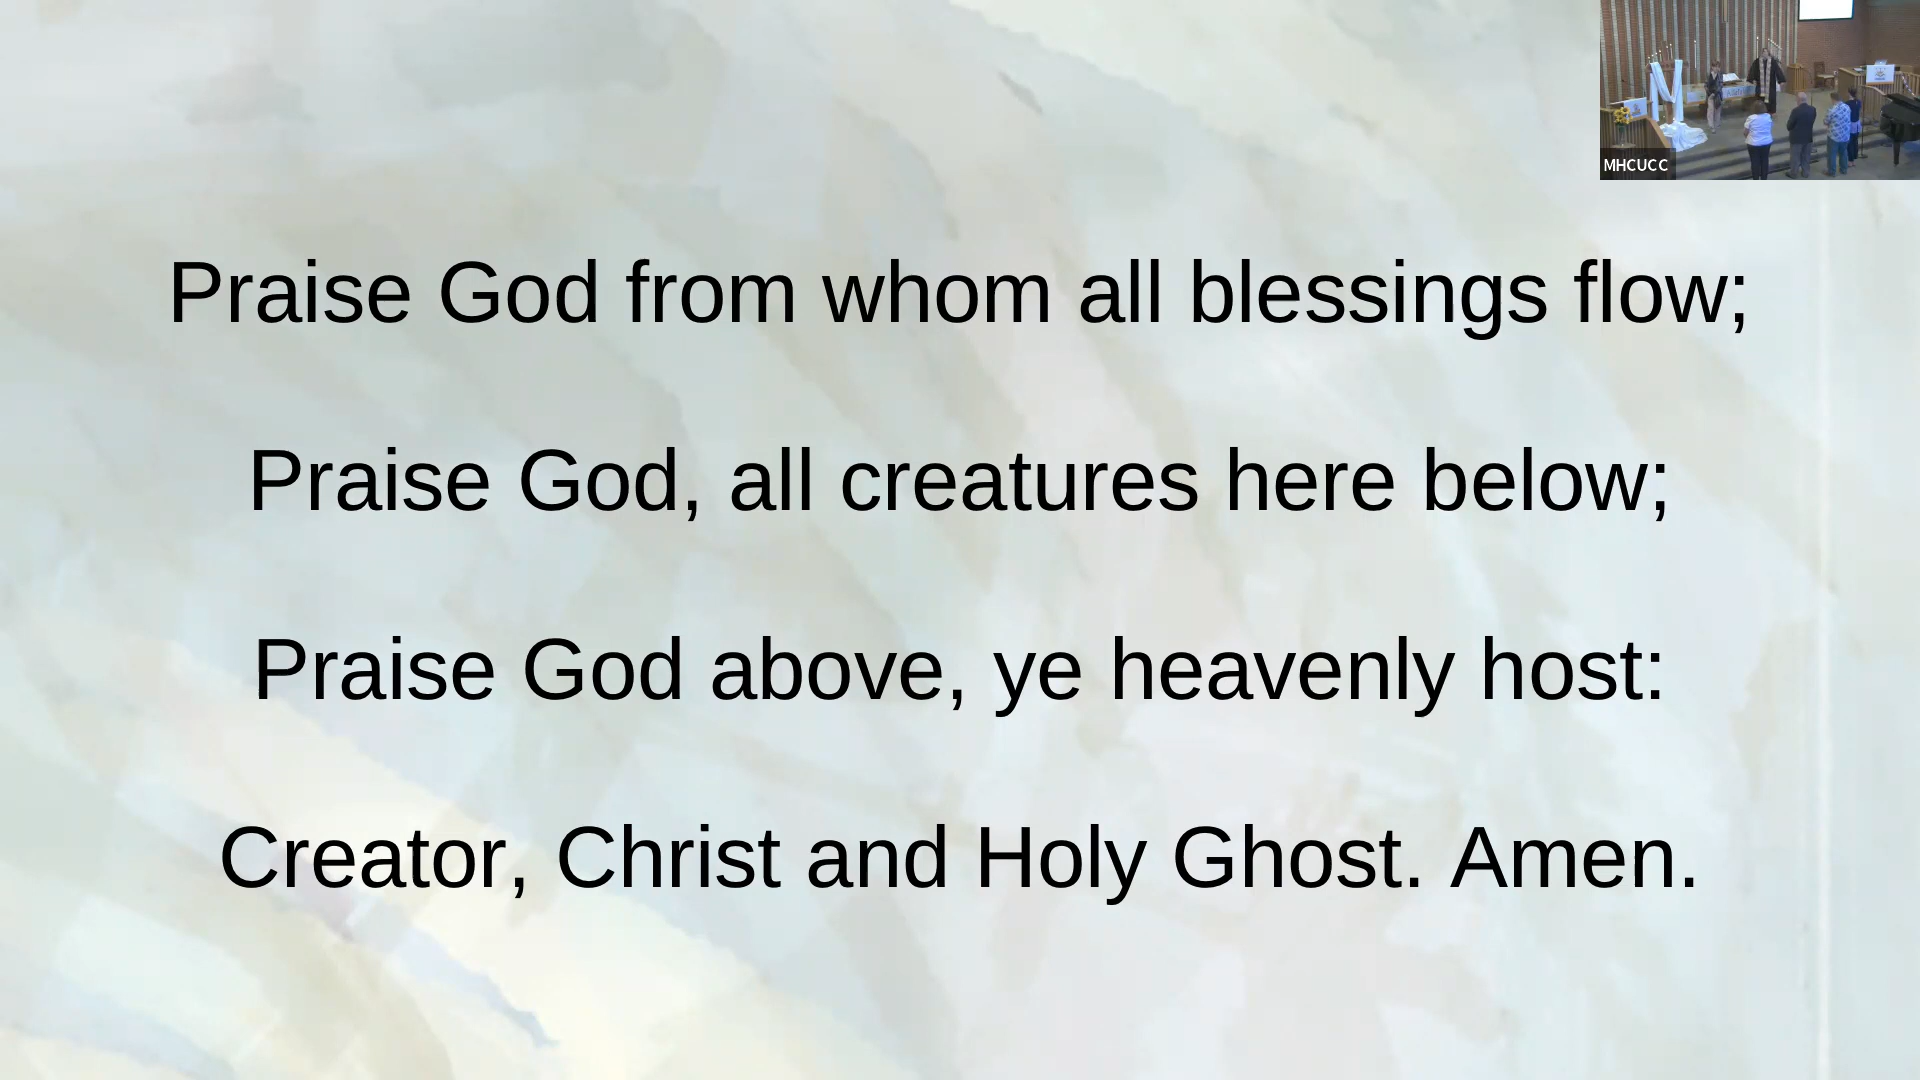 MHCUCC
Praise God from whom all blessings flow;
Praise God, all creatures here below;
Praise God above, ye heavenly host:
Creator, Christ and Holy Ghost. Amen.